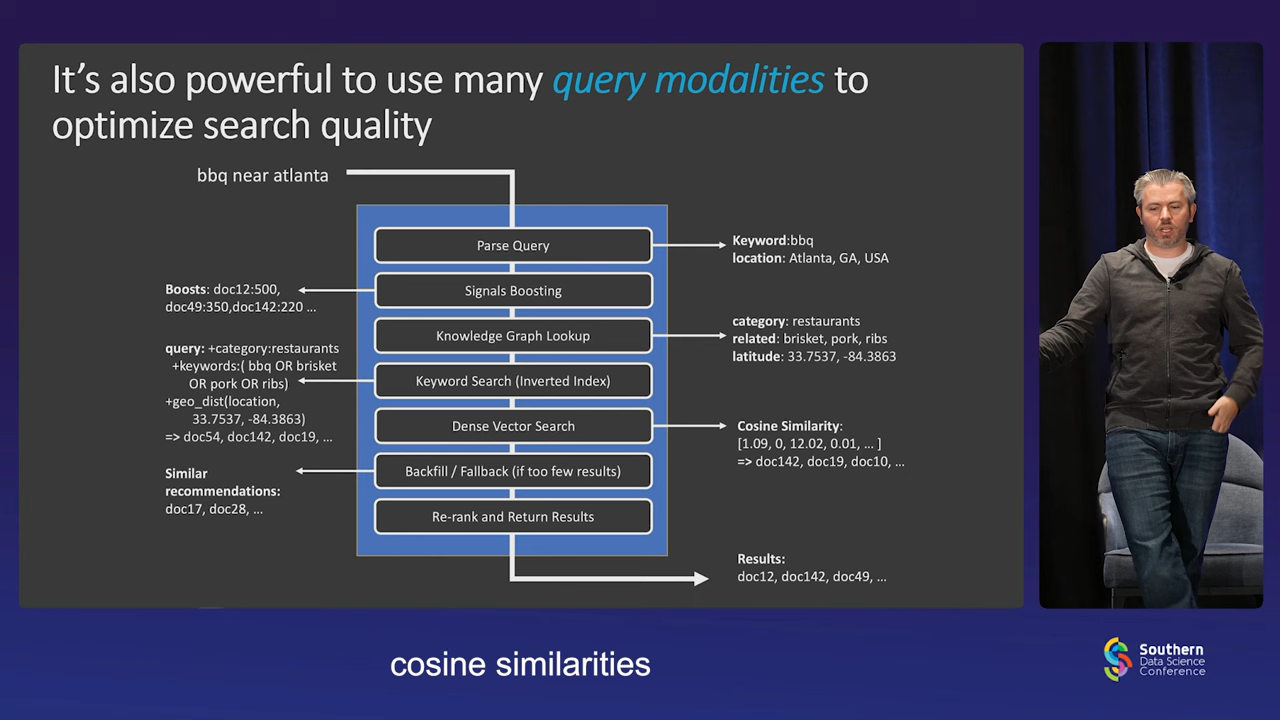 It's also powerful to use many query modalities to
optimize search quality
bbq near atlanta
Parse Query
Keyword:bbq
location: Atlanta, GA, USA
Signals Boosting
Boosts: doc12:500,
doc49:350,doc142:220 ...
Knowledge Graph Lookup
category: restaurants
related: brisket, pork, ribs
latitude: 33.7537, -84.3863
Keyword Search (Inverted Index)
query: +category:restaurants
+keywords:( bbq OR brisket
OR pork OR ribs)
+geo_dist(location,
33.7537, -84.3863)
=> doc54, doc142, doc19, ...
Dense Vector Search
Cosine Similarity:
[1.09, 0, 12.02, 0.01, ... ]
=> doc142, doc19, doc10, ...
Backfill / Fallback (if too few results)
Similar
recommendations:
doc17, doc28, ...
Re-rank and Return Results
Results:
doc12, doc142, doc49, ...
cosine similarities
Southern
Data Science
Conference